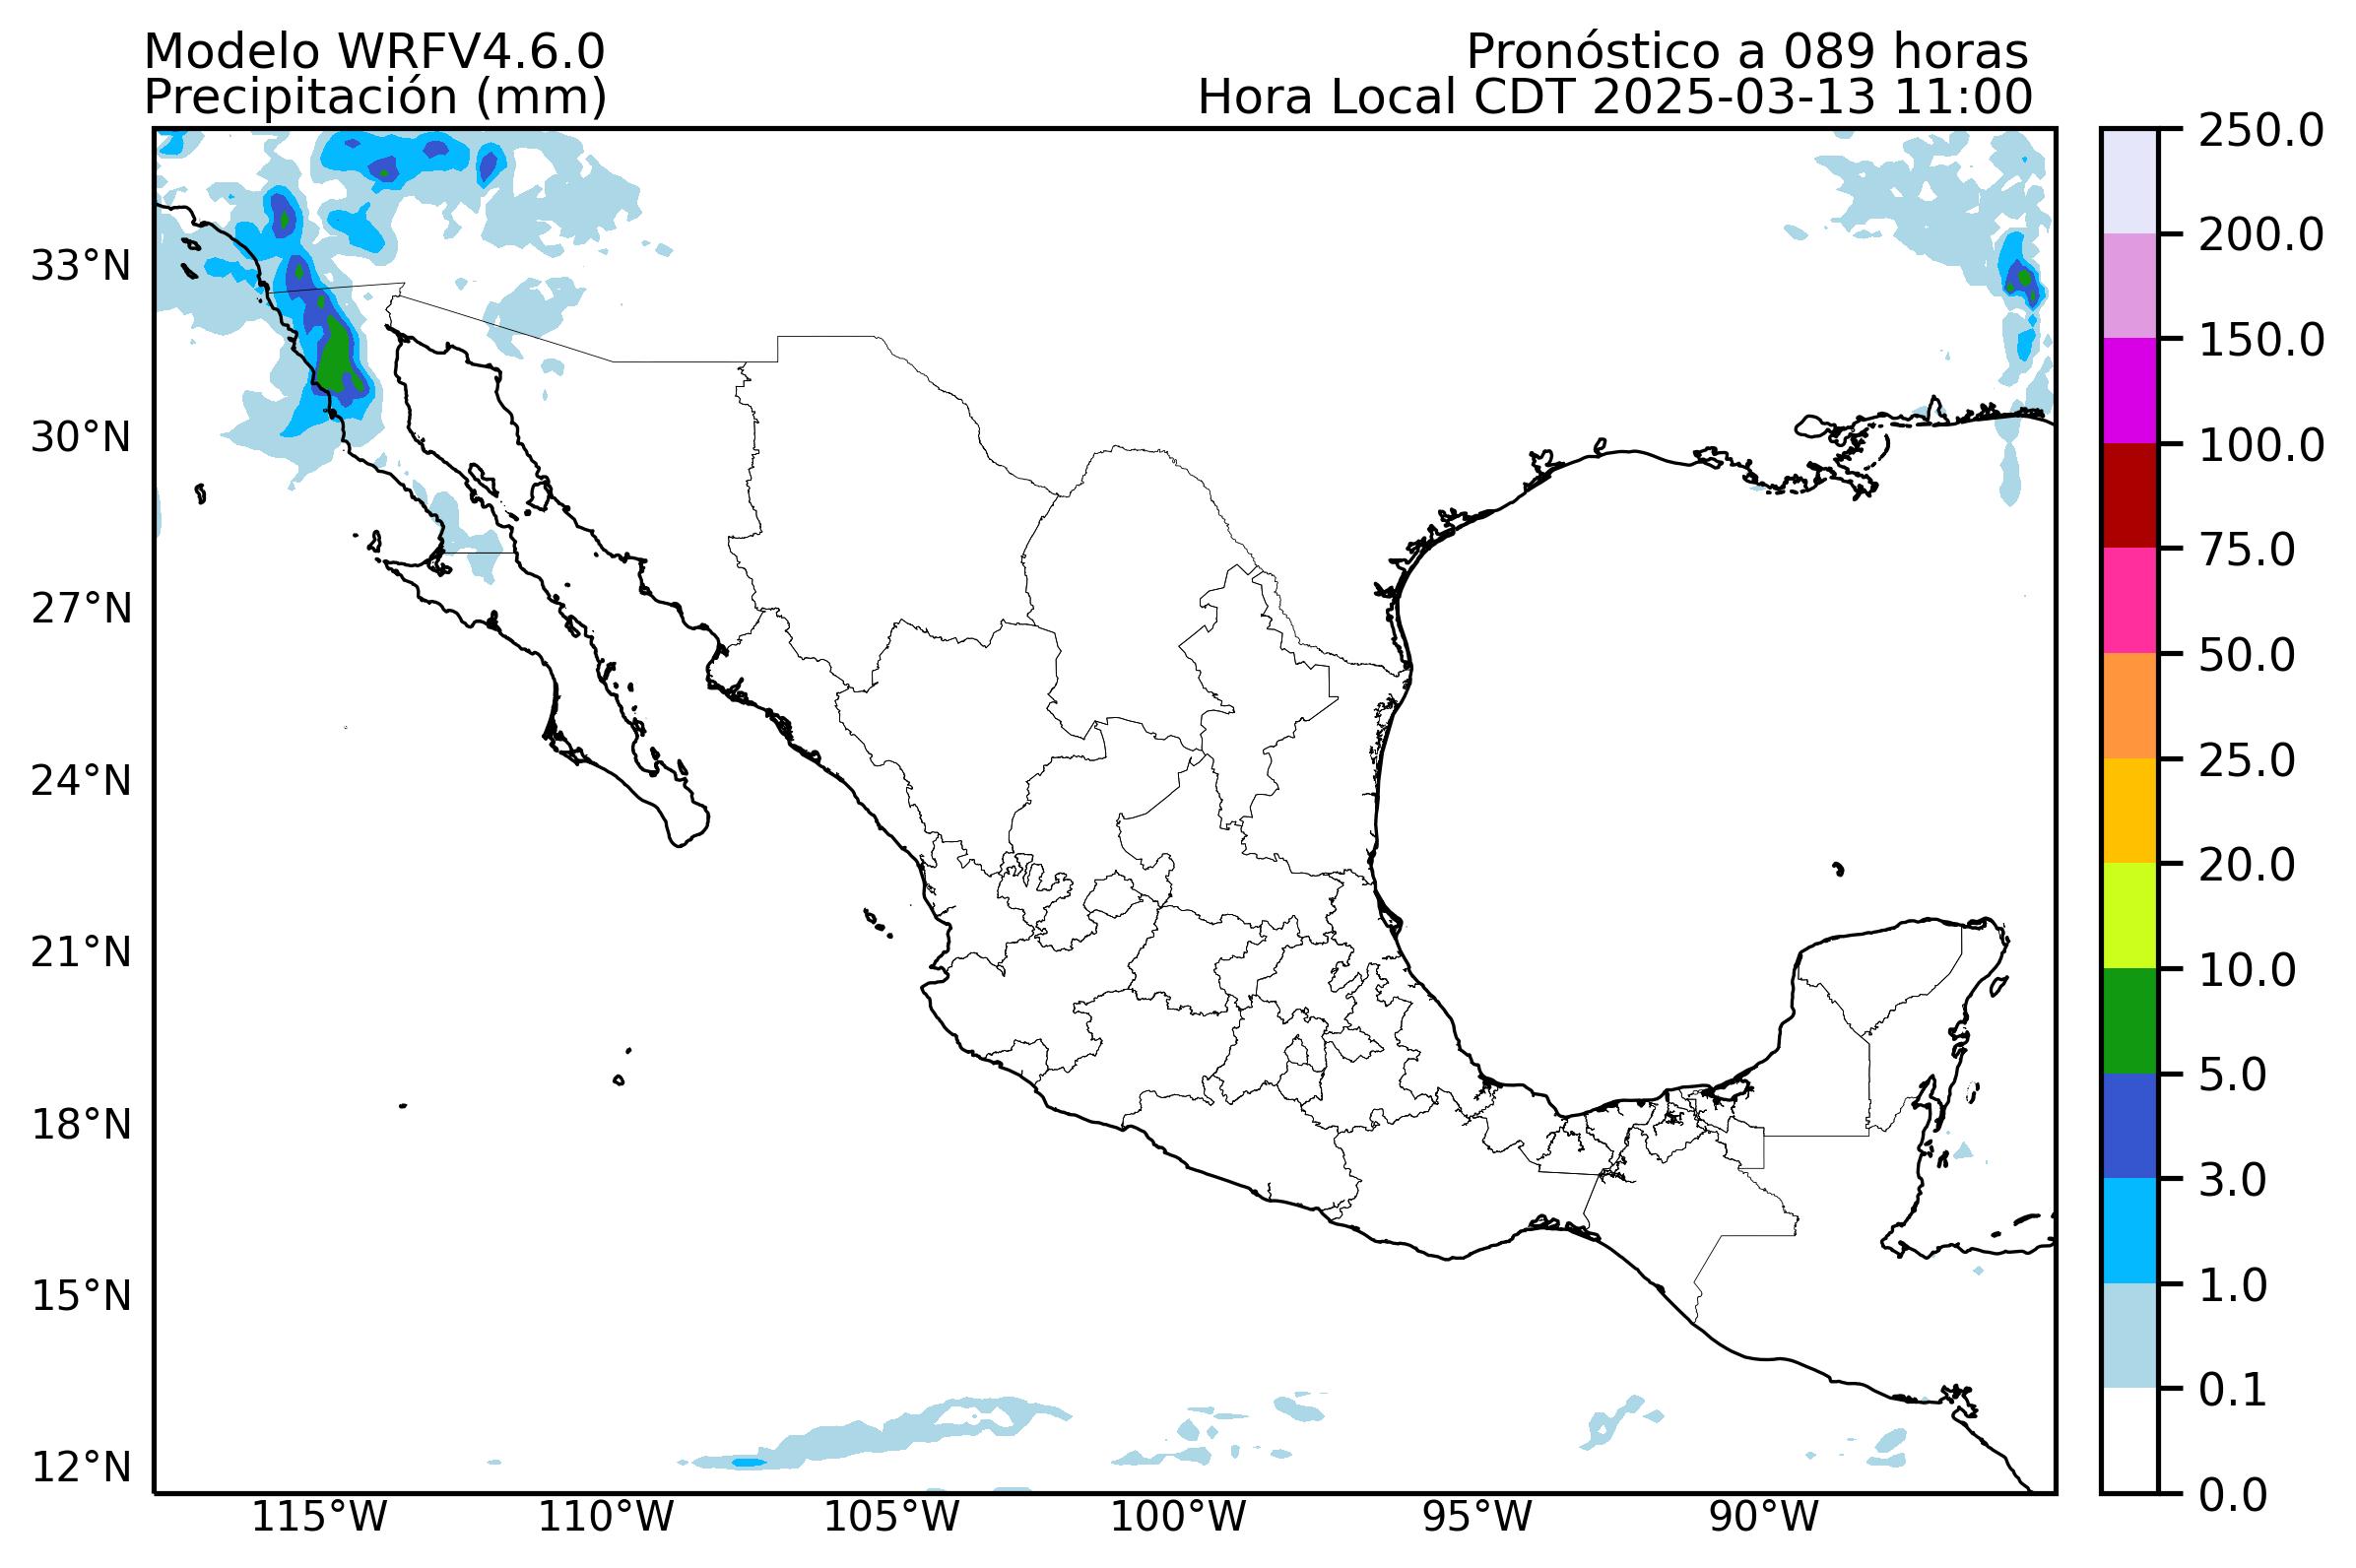 Modelo WRFV4.6.0
Precipitación (mm)
Pronóstico a 089 horas
Hora Local CDT 2025-03-13 11:00
33°N
30°N
27°N
24°N
21°N
18°N
15°N
12°N
115°W
110°W
105°W
100°W
95°W
90°W
250.0
200.0
150.0
100.0
75.0
50.0
25.0
20.0
10.0
5.0
3.0
1.0
0.1
0.0